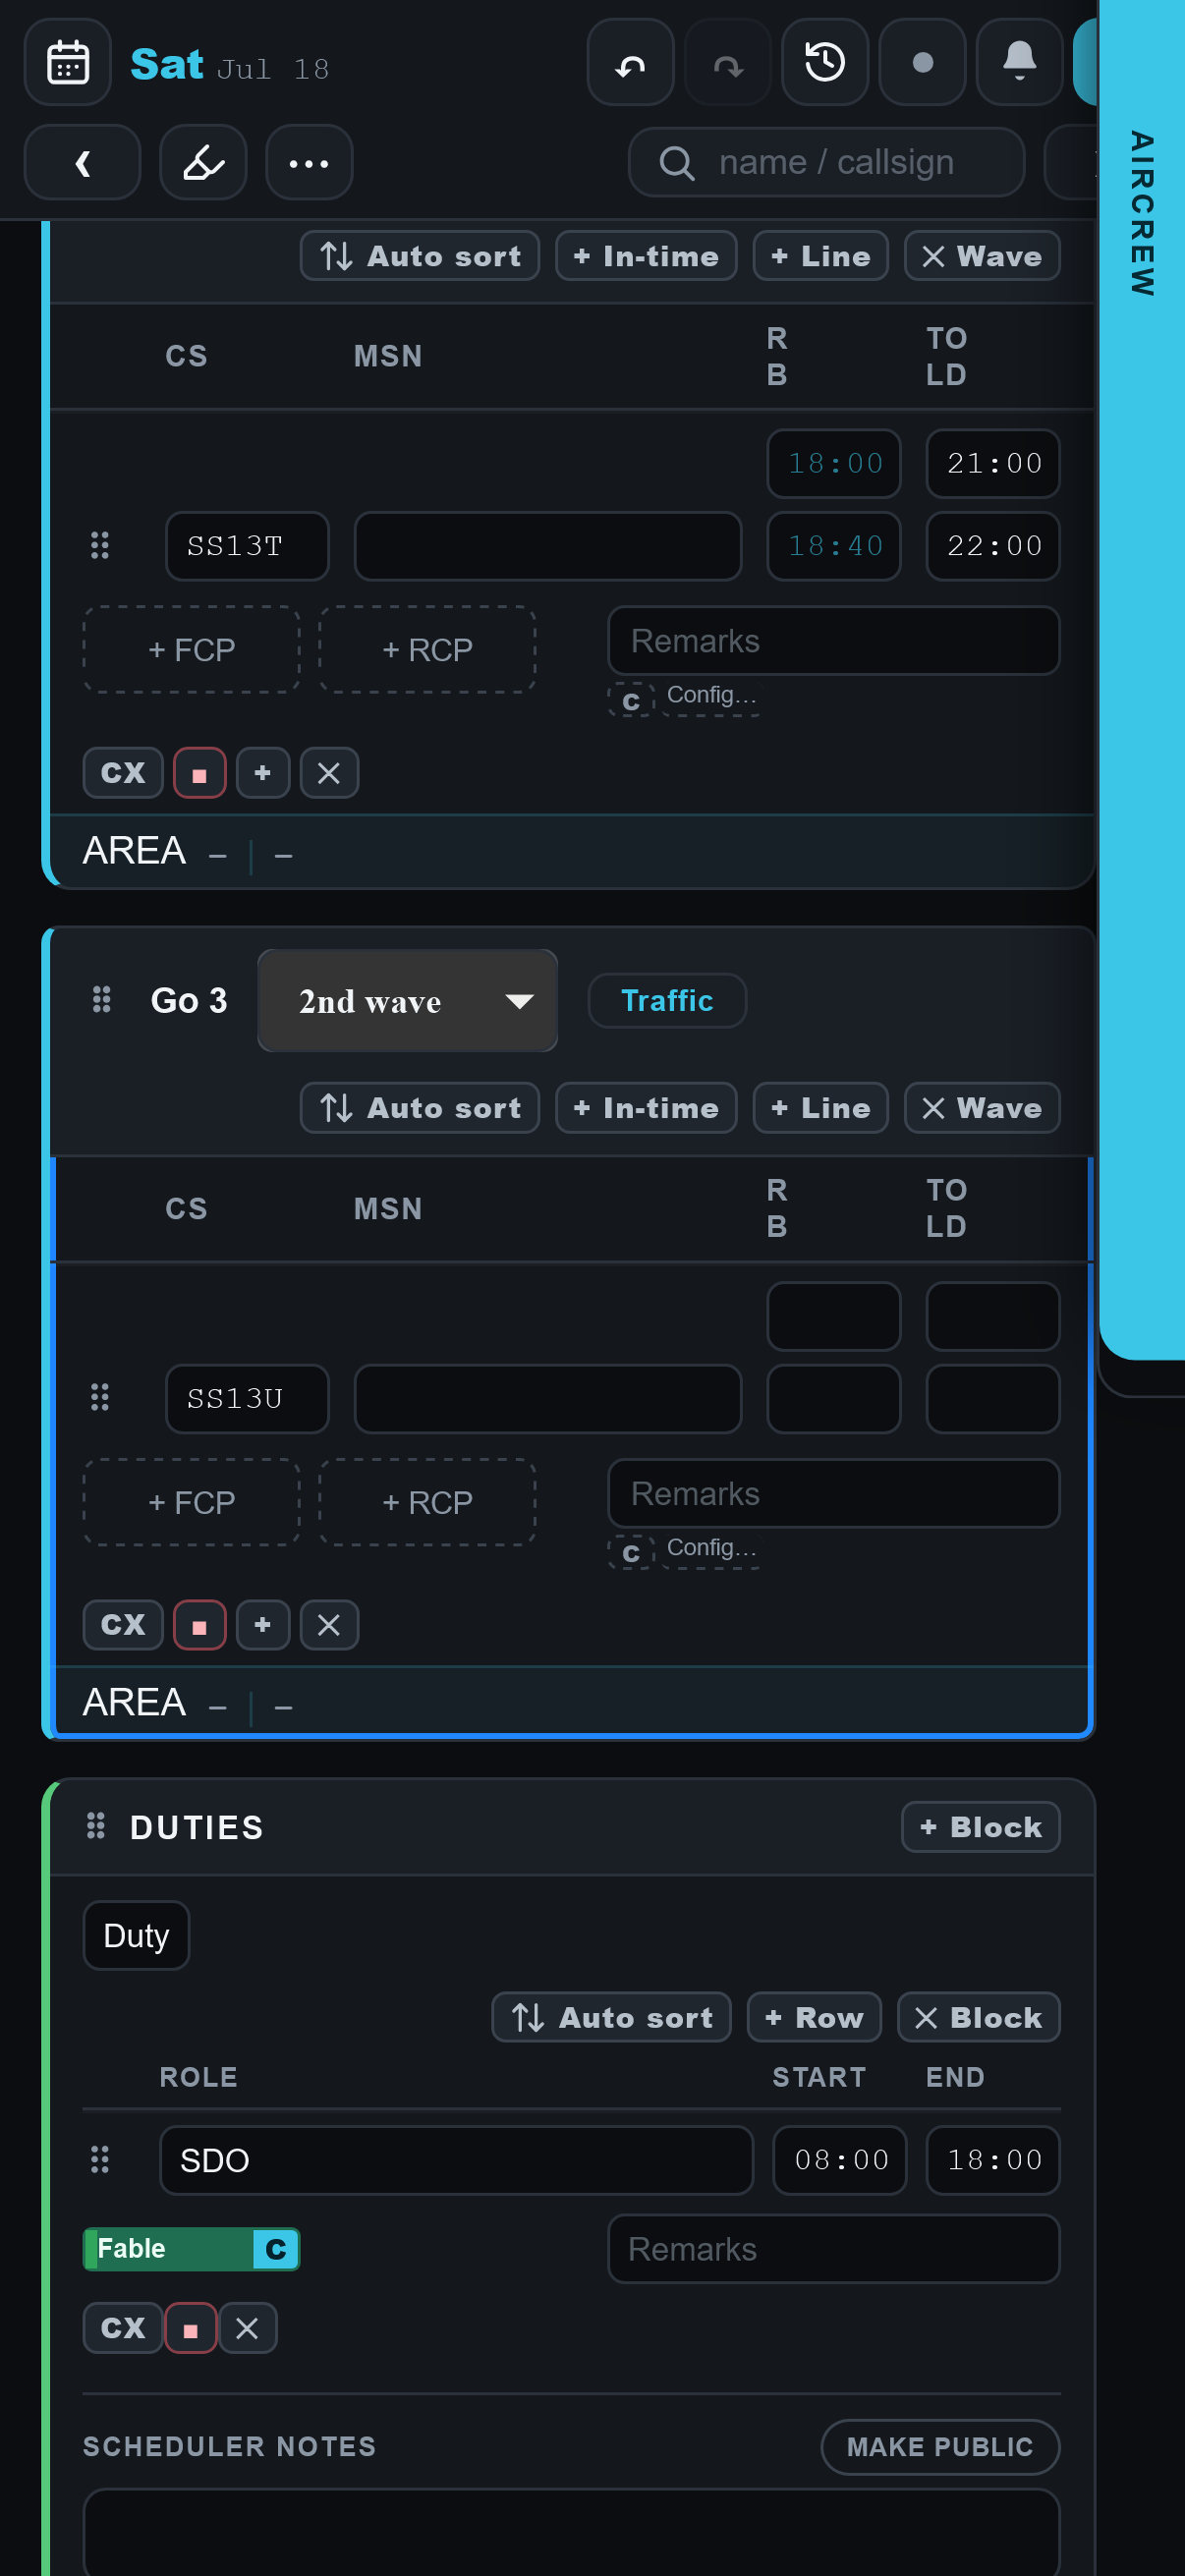 Sat Jul 18
name / callsign
AIRCREW
Auto sort + In-time + Line × Wave
CS MSN R B TO LD
18:00 21:00
SS13T 18:40 22:00
+ FCP + RCP Remarks
C Config...
CX + ×
AREA – | –
Go 3 2nd wave Traffic
Auto sort + In-time + Line × Wave
CS MSN R B TO LD
SS13U
+ FCP + RCP Remarks
C Config...
CX + ×
AREA – | –
DUTIES + Block
Duty
Auto sort + Row × Block
ROLE START END
SDO 08:00 18:00
Fable C Remarks
CX ×
SCHEDULER NOTES MAKE PUBLIC